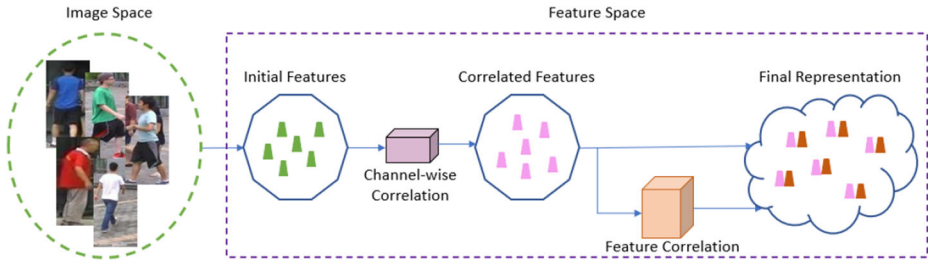 Image Space
Feature Space
Initial Features
Correlated Features
Final Representation
Channel-wise
Correlation
Feature Correlation